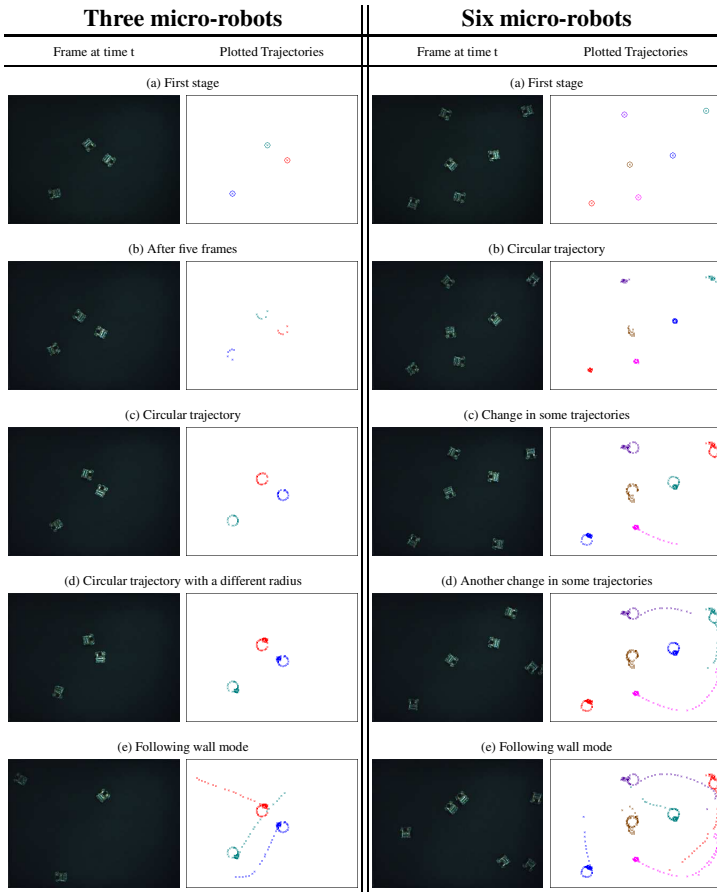 Three micro-robots
Frame at time t Plotted Trajectories
(a) First stage
(b) After five frames
(c) Circular trajectory
(d) Circular trajectory with a different radius
(e) Following wall mode
Six micro-robots
Frame at time t Plotted Trajectories
(a) First stage
(b) Circular trajectory
(c) Change in some trajectories
(d) Another change in some trajectories
(e) Following wall mode